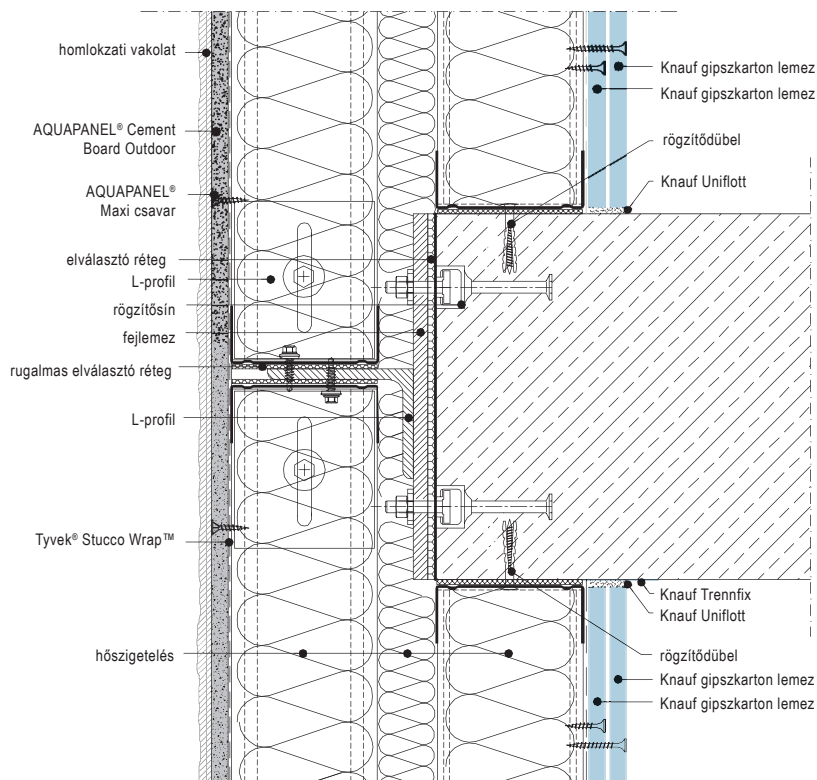 homlokzati vakolat
AQUAPANEL® Cement
Board Outdoor
AQUAPANEL®
Maxi csavar
elválasztó réteg
L-profil
rögzítősín
fejlemez
rugalmas elválasztó réteg
L-profil
Tyvek® Stucco Wrap™
hőszigetelés
Knauf gipszkarton lemez
Knauf gipszkarton lemez
rögzítődübel
Knauf Uniflott
Knauf Trennfix
Knauf Uniflott
rögzítődübel
Knauf gipszkarton lemez
Knauf gipszkarton lemez